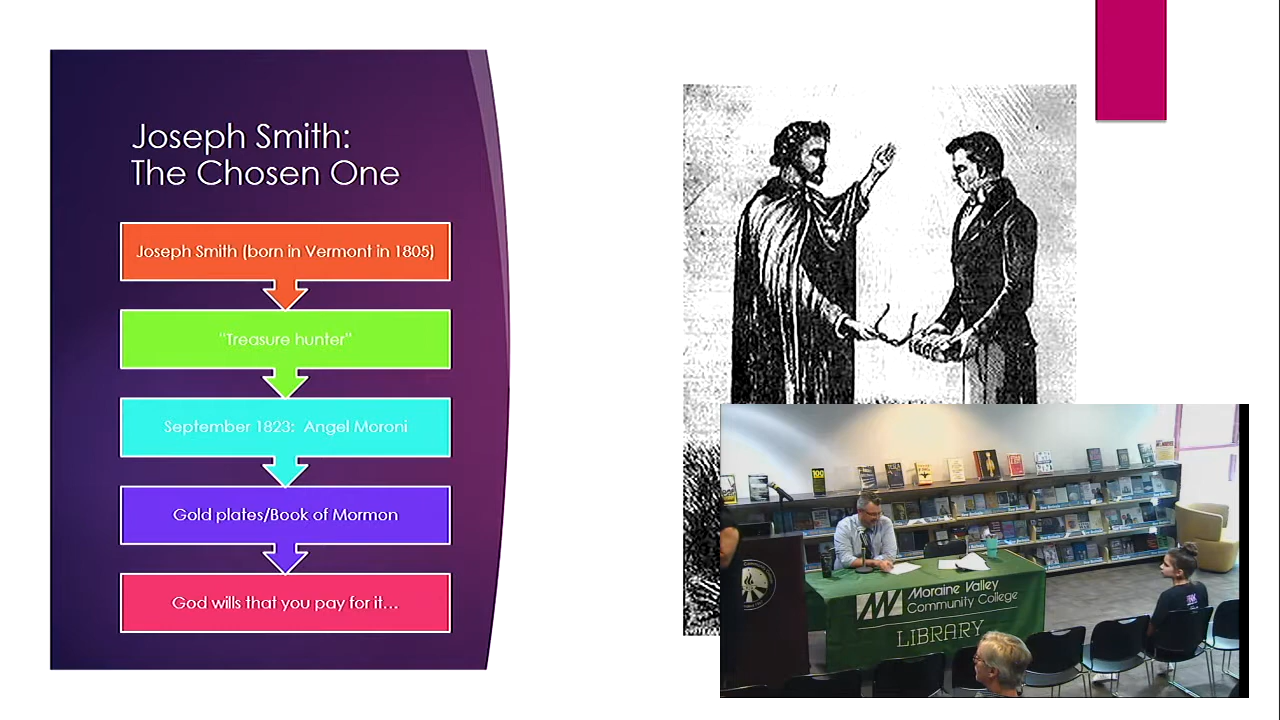 Joseph Smith:
The Chosen One
Joseph Smith (born in Vermont in 1805)
"Treasure hunter"
September 1823: Angel Moroni
Gold plates/Book of Mormon
God wills that you pay for it...
Moraine Valley
Community College
LIBRARY